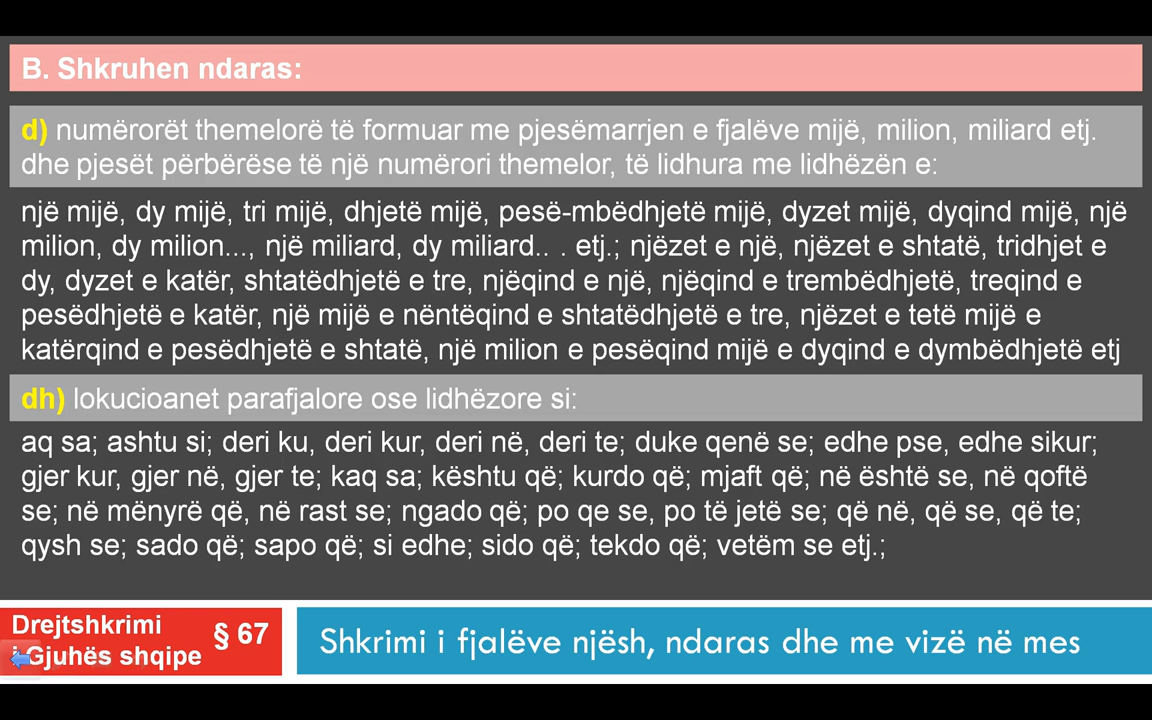 B. Shkruhen ndaras:
d) numërorët themelorë të formuar me pjesëmarrjen e fjalëve mijë, milion, miliard etj.
dhe pjesët përbërëse të një numërori themelor, të lidhura me lidhëzën e:
një mijë, dy mijë, tri mijë, dhjetë mijë, pesë-mbëdhjetë mijë, dyzet mijë, dyqind mijë, një
milion, dy milion..., një miliard, dy miliard.. . etj.; njëzet e një, njëzet e shtatë, tridhjet e
dy, dyzet e katër, shtatëdhjetë e tre, njëqind e një, njëqind e trembëdhjetë, treqind e
pesëdhjetë e katër, një mijë e nëntëqind e shtatëdhjetë e tre, njëzet e tetë mijë e
katërqind e pesëdhjetë e shtatë, një milion e pesëqind mijë e dyqind e dymbëdhjetë etj
dh) lokucioanet parafjalore ose lidhëzore si:
aq sa; ashtu si; deri ku, deri kur, deri në, deri te; duke qenë se; edhe pse, edhe sikur;
gjer kur, gjer në, gjer te; kaq sa; kështu që; kurdo që; mjaft që; në është se, në qoftë
se; në mënyrë që, në rast se; ngado që; po qe se, po të jetë se; që në, që se, që te;
qysh se; sado që; sapo që; si edhe; sido që; tekdo që; vetëm se etj.;
Drejtshkrimi
i Gjuhës shqipe
§ 67
Shkrimi i fjalëve njësh, ndaras dhe me vizë në mes